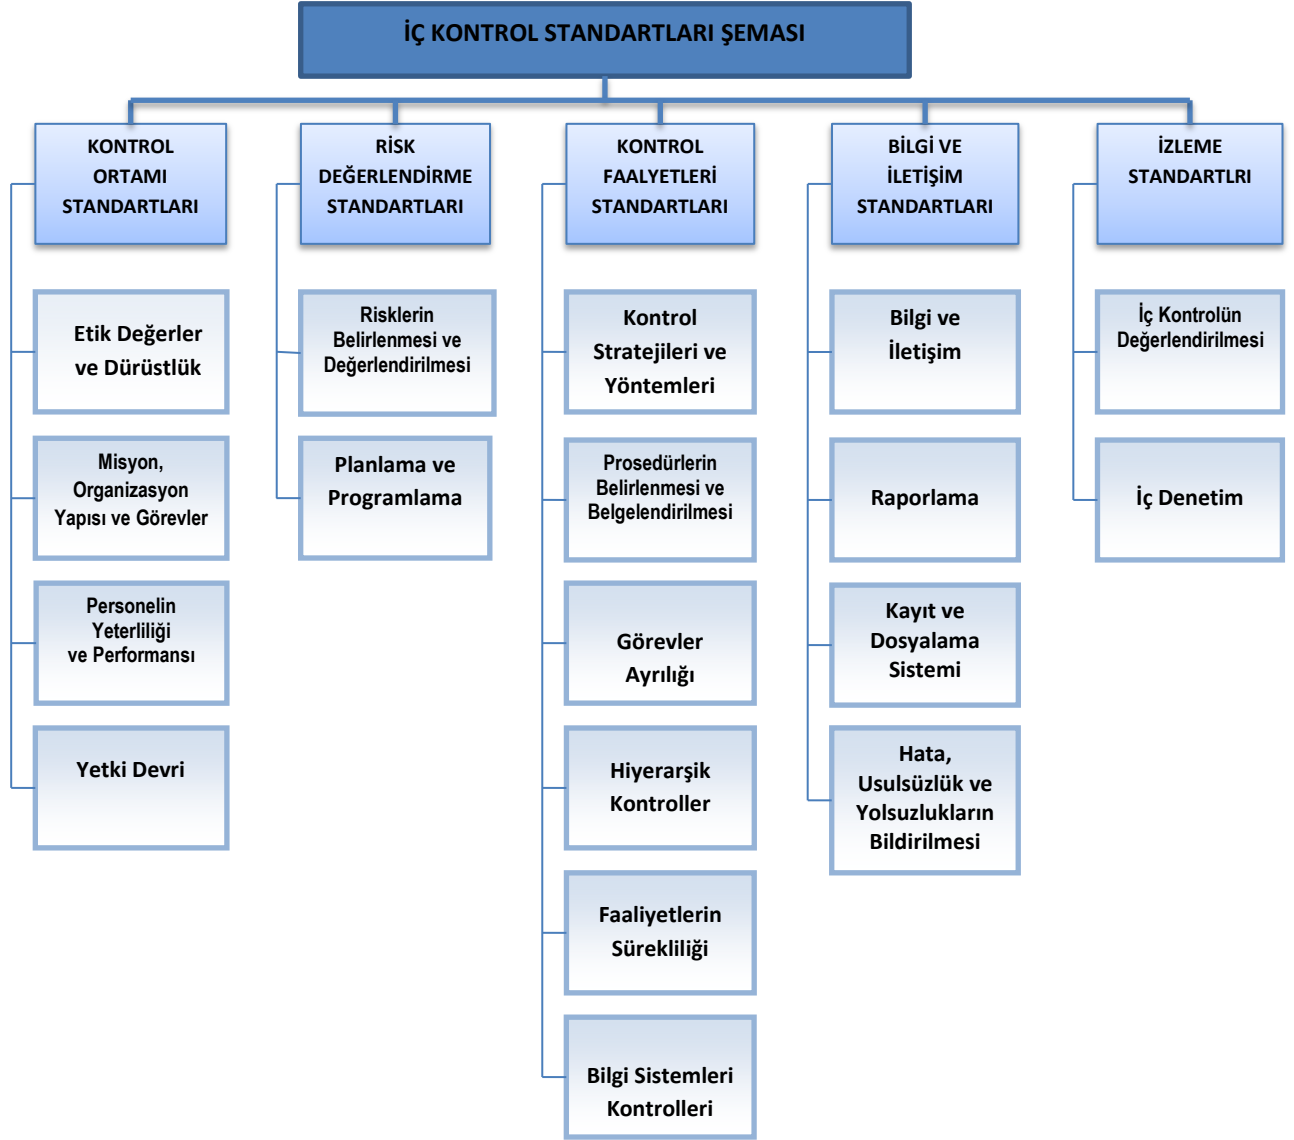 İÇ KONTROL STANDARTLARI ŞEMASI
KONTROL
ORTAMI
STANDARTLARI
Etik Değerler
ve Dürüstlük
Misyon,
Organizasyon
Yapısı ve Görevler
Personelin
Yeterliliği
ve Performansı
Yetki Devri
RİSK
DEĞERLENDİRME
STANDARTLARI
Risklerin
Belirlenmesi ve
Değerlendirilmesi
Planlama ve
Programlama
KONTROL
FAALYETLERİ
STANDARTLARI
Kontrol
Stratejileri ve
Yöntemleri
Prosedürlerin
Belirlenmesi ve
Belgelendirilmesi
Görevler
Ayrılığı
Hiyerarşik
Kontroller
Faaliyetlerin
Sürekliliği
Bilgi Sistemleri
Kontrolleri
BİLGİ VE
İLETİŞİM
STANDARTLARI
Bilgi ve
İletişim
Raporlama
Kayıt ve
Dosyalama
Sistemi
Hata,
Usulsüzlük ve
Yolsuzlukların
Bildirilmesi
İZLEME
STANDARTLRI
İç Kontrolün
Değerlendirilmesi
İç Denetim